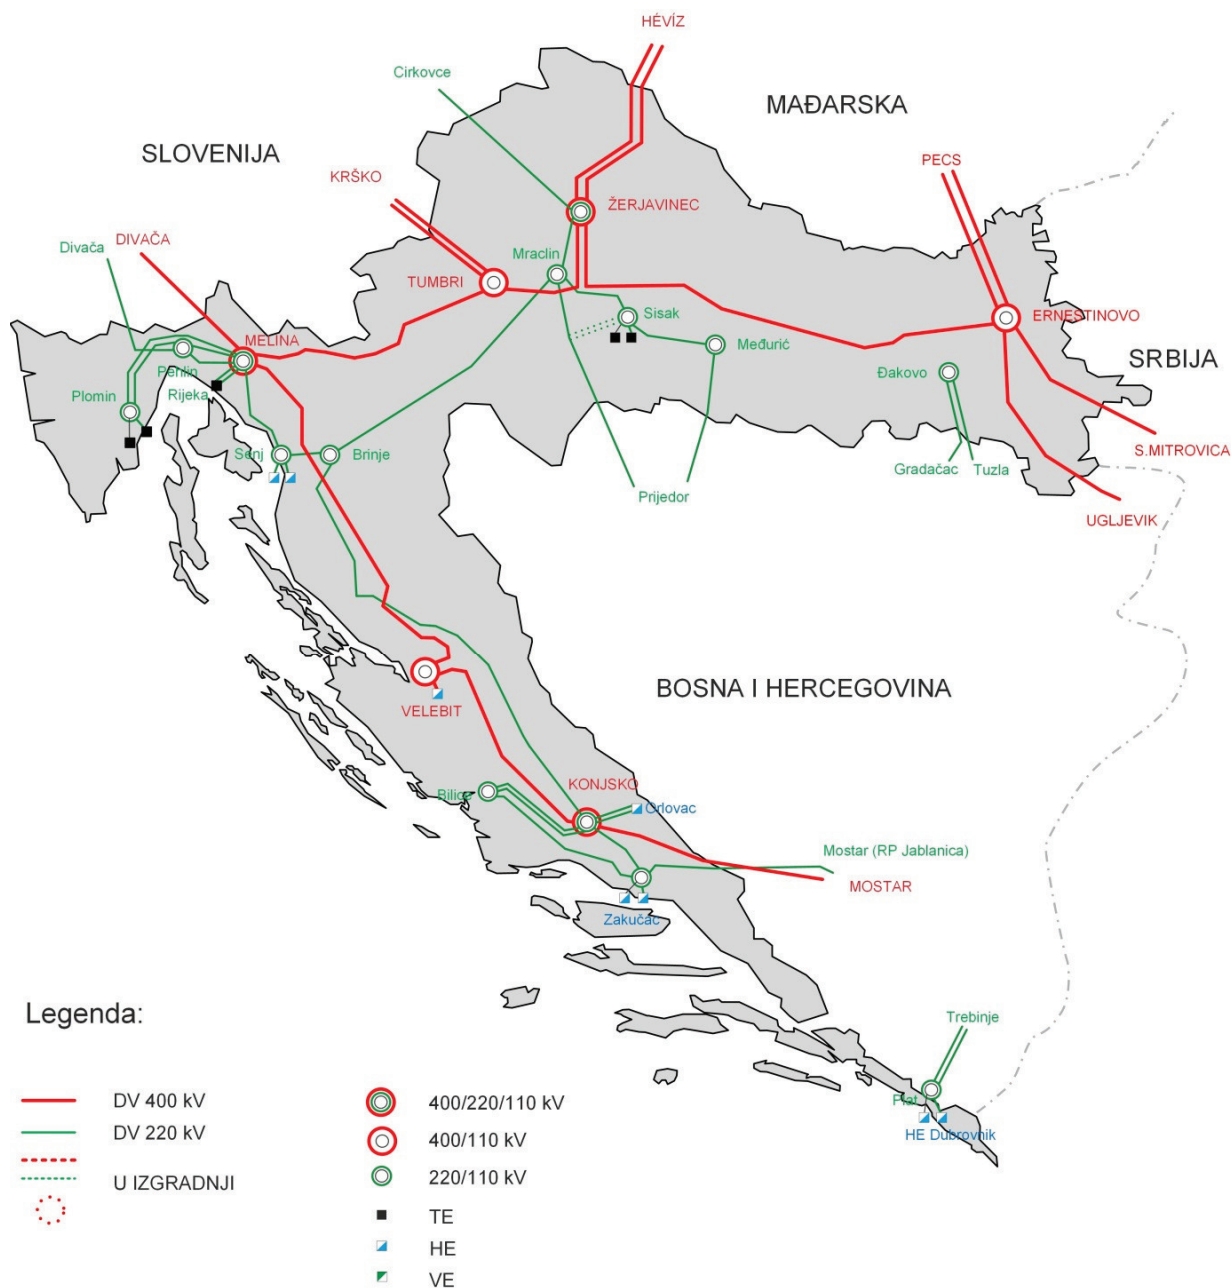 HÉVÍZ
Cirkovce
MAĐARSKA
SLOVENIJA
PECS
KRŠKO
ŽERJAVINEC
DIVAČA
Divača
Mraclin
TUMBRI
Sisak
ERNESTINOVO
MELINA
Međurić
SRBIJA
Pehlin
Đakovo
Rijeka
Plomin
Senj
Brinje
S.MITROVICA
Gradačac
Tuzla
Prijedor
UGLJEVIK
BOSNA I HERCEGOVINA
VELEBIT
KONJSKO
Bilice
Orlovac
Mostar (RP Jablanica)
MOSTAR
Zakučac
Legenda:
Trebinje
Plat
HE Dubrovnik
DV 400 kV
400/220/110 kV
DV 220 kV
400/110 kV
U IZGRADNJI
220/110 kV
TE
HE
VE